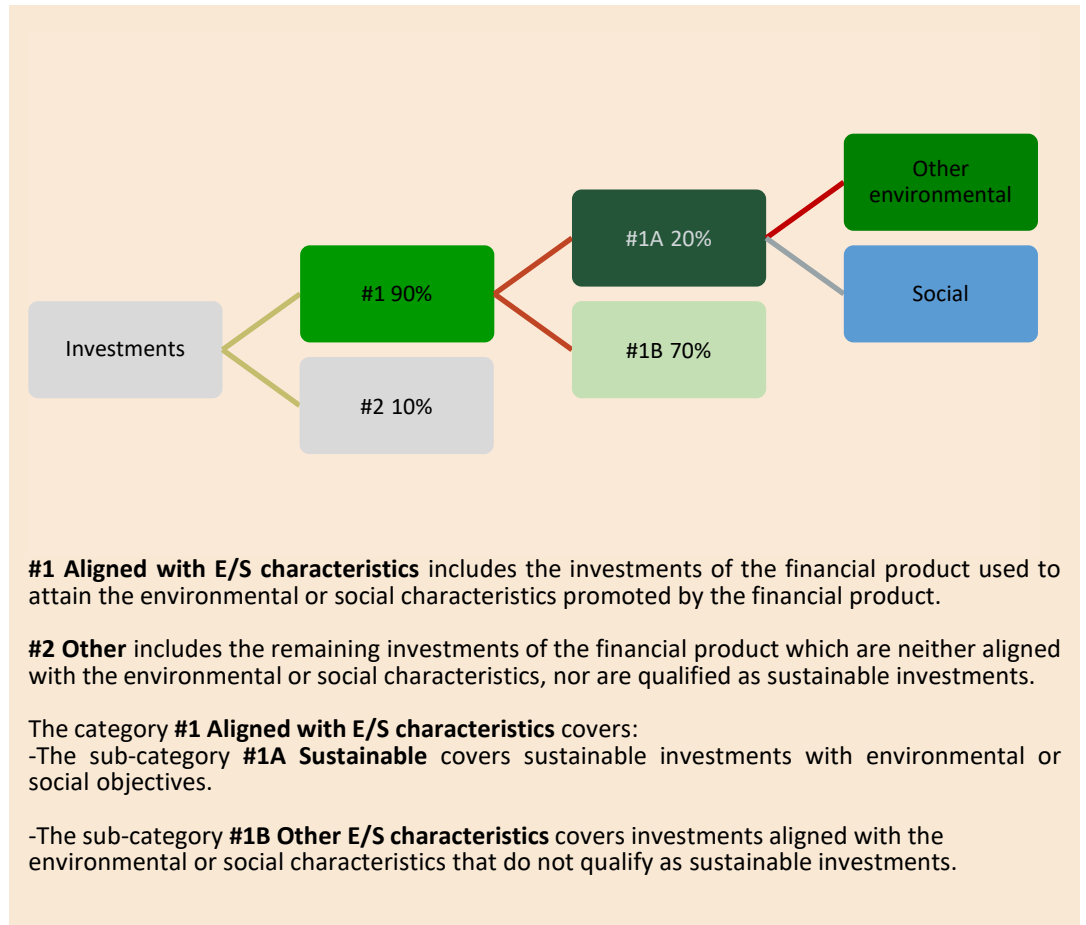 Other
environmental
#1A 20%
#1 90%
Social
Investments
#1B 70%
#2 10%
#1 Aligned with E/S characteristics includes the investments of the financial product used to
attain the environmental or social characteristics promoted by the financial product.
#2 Other includes the remaining investments of the financial product which are neither aligned
with the environmental or social characteristics, nor are qualified as sustainable investments.
The category #1 Aligned with E/S characteristics covers:
-The sub-category #1A Sustainable covers sustainable investments with environmental or
social objectives.
-The sub-category #1B Other E/S characteristics covers investments aligned with the
environmental or social characteristics that do not qualify as sustainable investments.